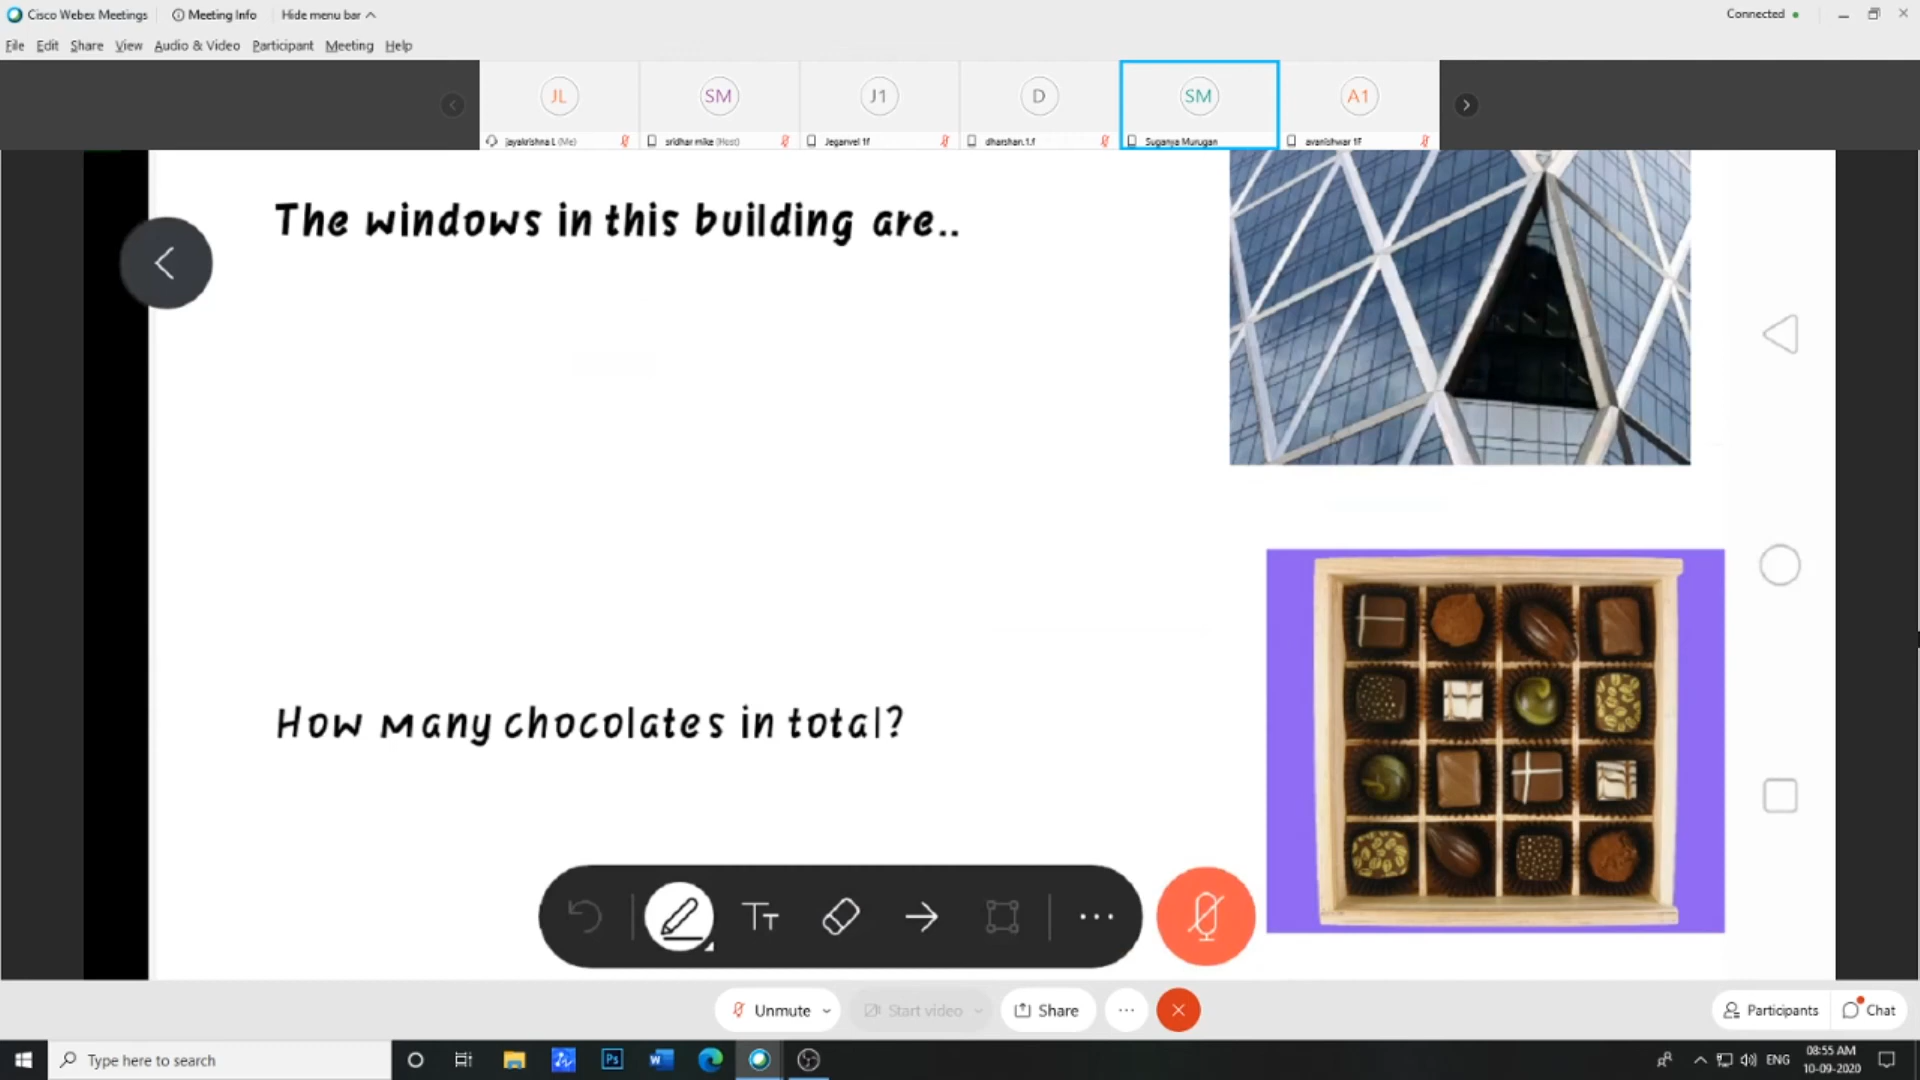 Cisco Webex Meetings Meeting Info Hide menu bar Connected
File Edit Share View Audio & Video Participant Meeting Help
JL SM J1 D SM A1
jayakrishna L (Me) sridhar mike (Host) Jeganvel 1f dharshan.1.f Suganya Murugan avanishwar 1F
The windows in this building are..
How many chocolates in total?
TT
Unmute Start video Share Participants Chat
Type here to search Ps W ENG 08:55 AM
10-09-2020